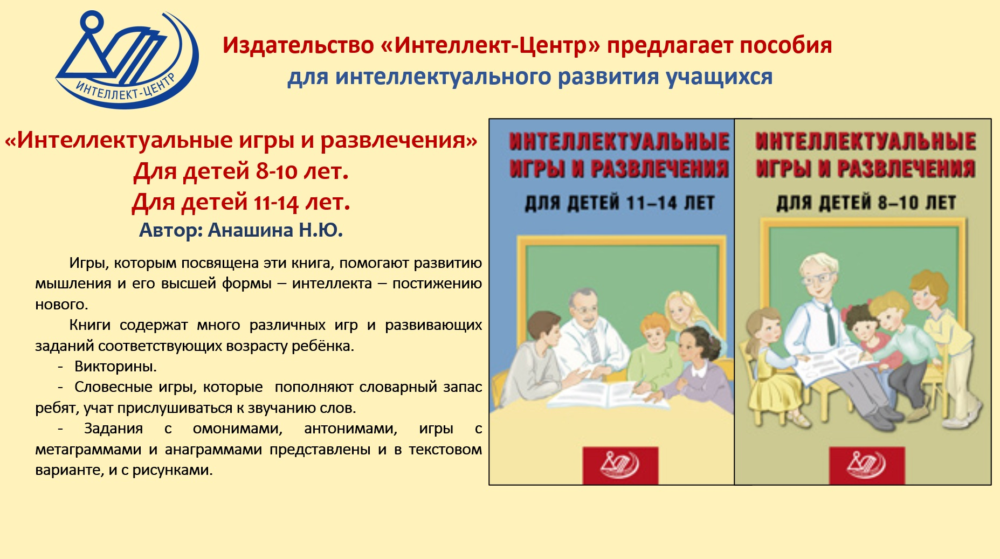 ИНТЕЛЛЕКТ-ЦЕНТР
Издательство «Интеллект-Центр» предлагает пособия
для интеллектуального развития учащихся
«Интеллектуальные игры и развлечения»
Для детей 8-10 лет.
Для детей 11-14 лет.
Автор: Анашина Н.Ю.
Игры, которым посвящена эти книга, помогают развитию
мышления и его высшей формы – интеллекта – постижению
нового.
Книги содержат много различных игр и развивающих
заданий соответствующих возрасту ребёнка.
- Викторины.
- Словесные игры, которые пополняют словарный запас
ребят, учат прислушиваться к звучанию слов.
- Задания с омонимами, антонимами, игры с
метаграммами и анаграммами представлены и в текстовом
варианте, и с рисунками.
ИНТЕЛЛЕКТУАЛЬНЫЕ
ИГРЫ И РАЗВЛЕЧЕНИЯ
ДЛЯ ДЕТЕЙ 11–14 ЛЕТ
ИНТЕЛЛЕКТУАЛЬНЫЕ
ИГРЫ И РАЗВЛЕЧЕНИЯ
ДЛЯ ДЕТЕЙ 8–10 ЛЕТ